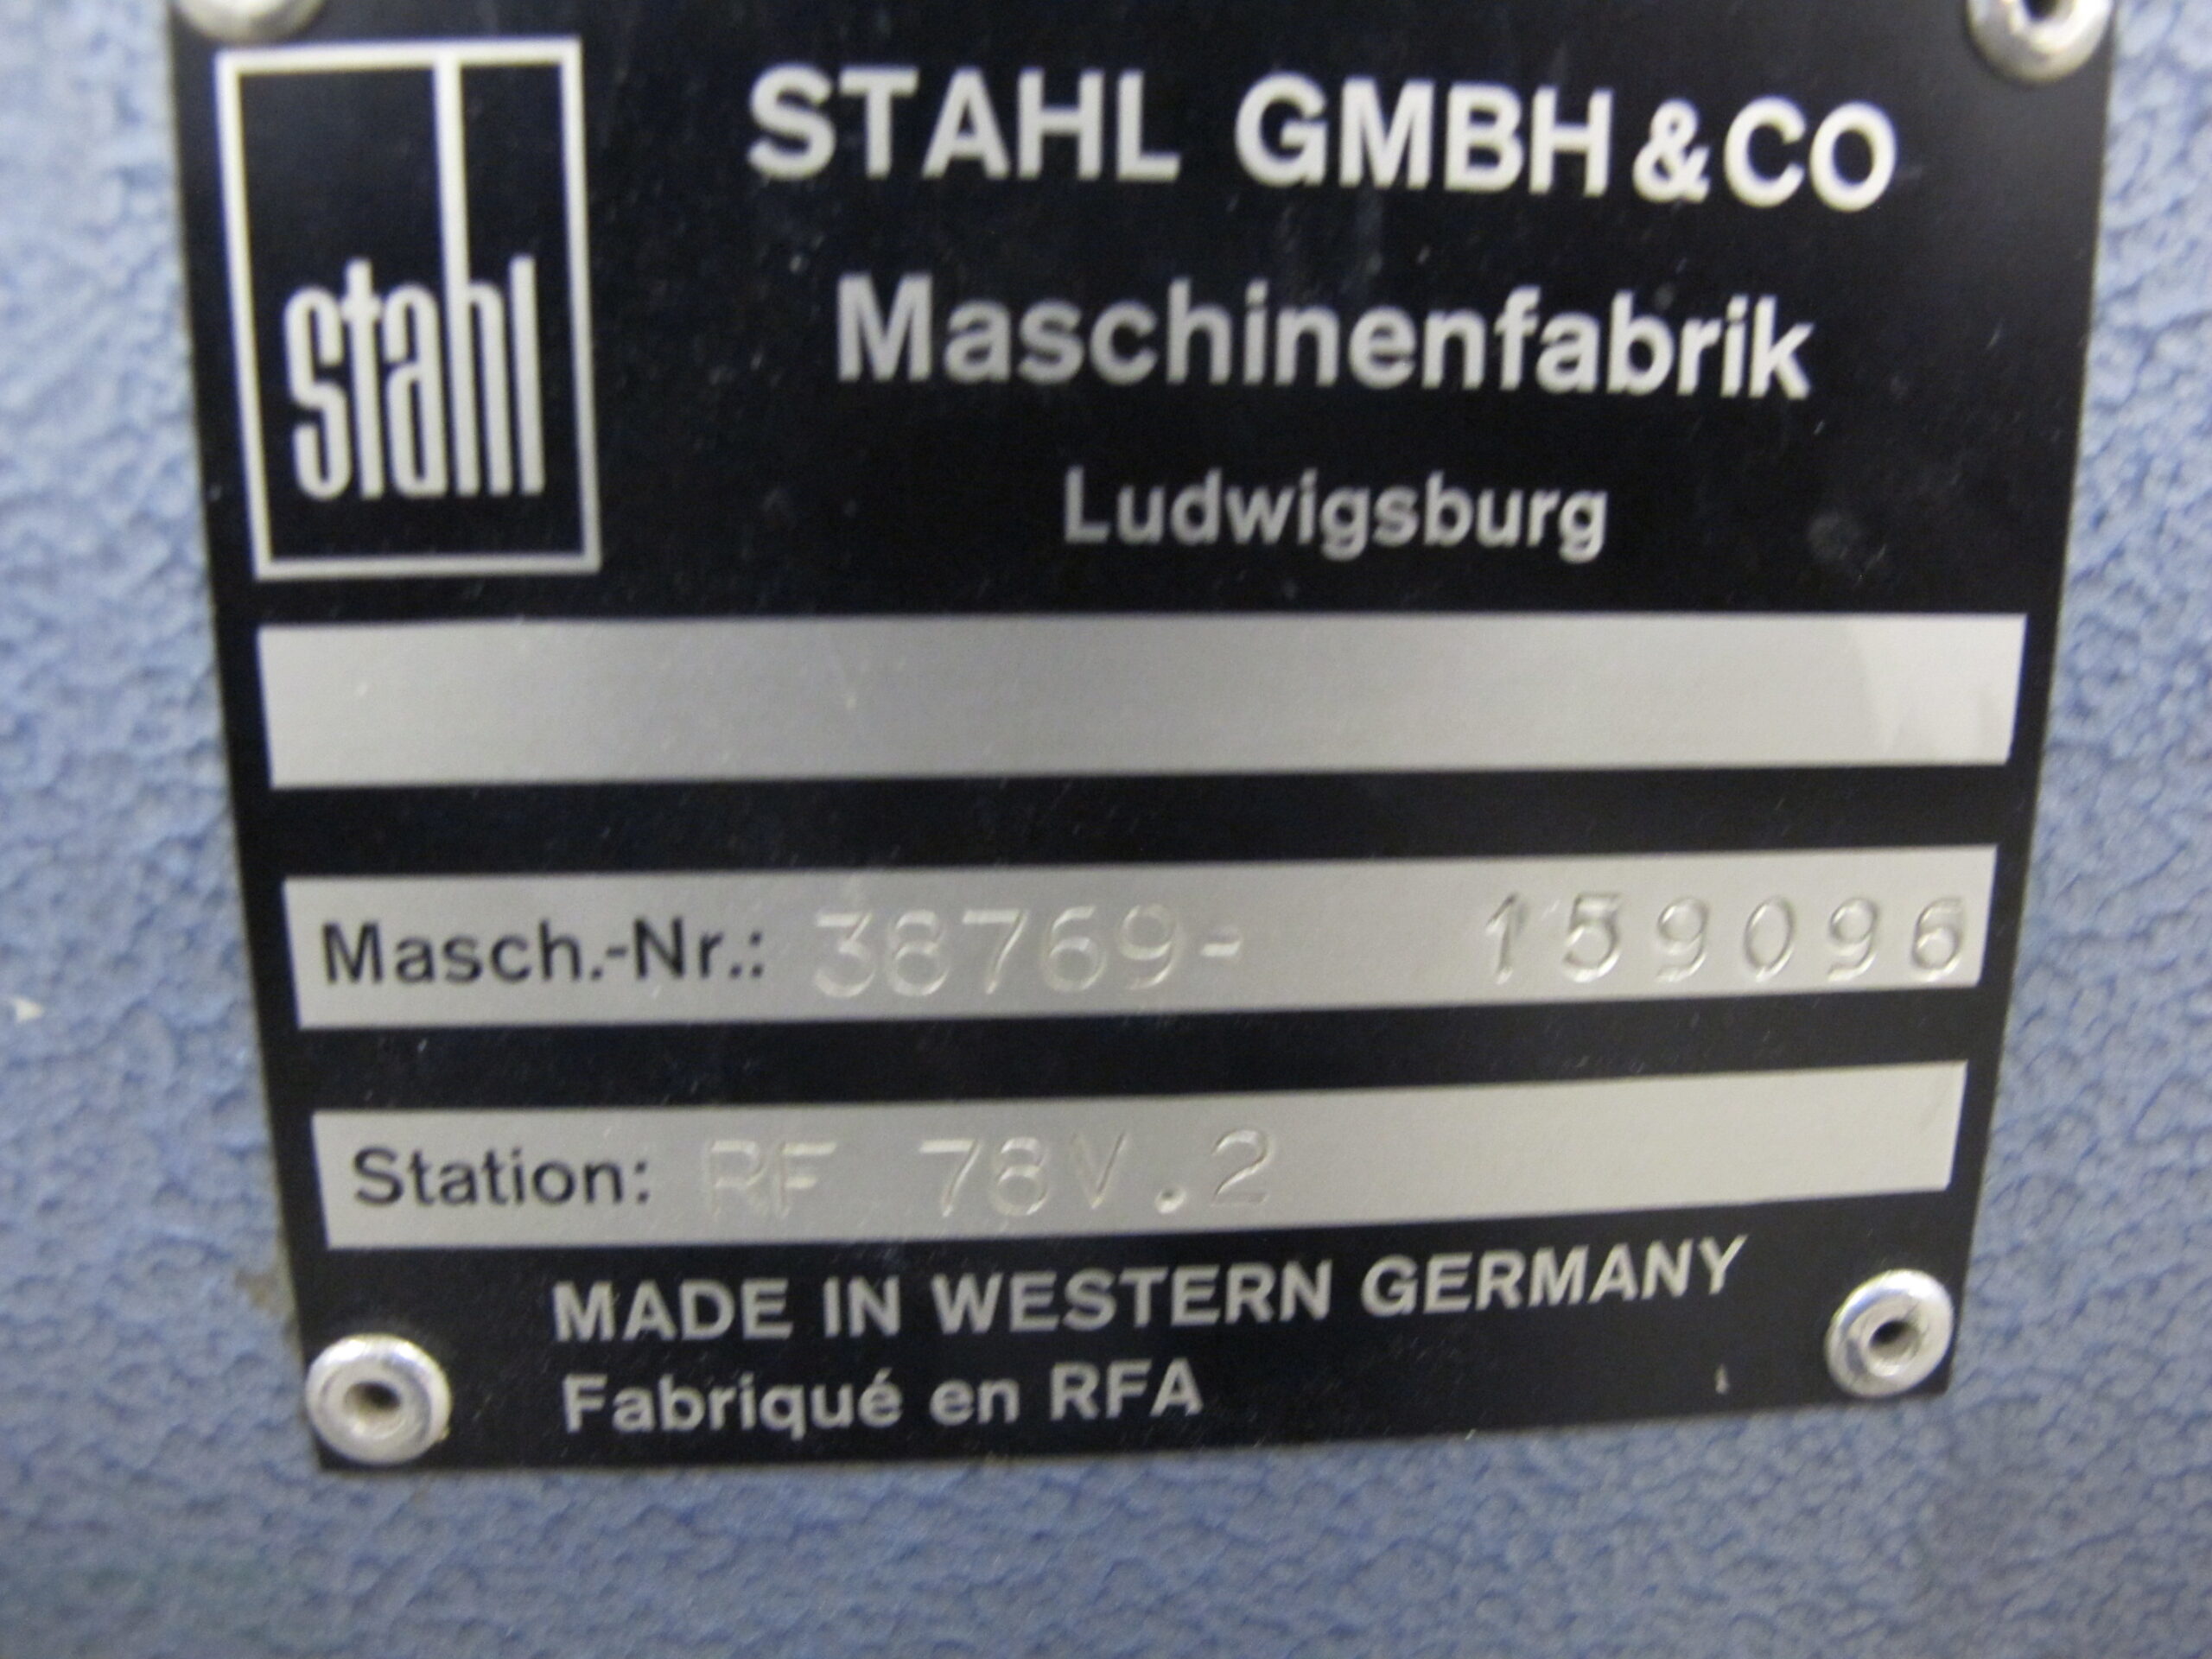 stahl
STAHL GMBH & CO
Maschinenfabrik
Ludwigsburg
Masch.-Nr.: 38769- 159096
Station: RF 78V.2
MADE IN WESTERN GERMANY
Fabriqué en RFA